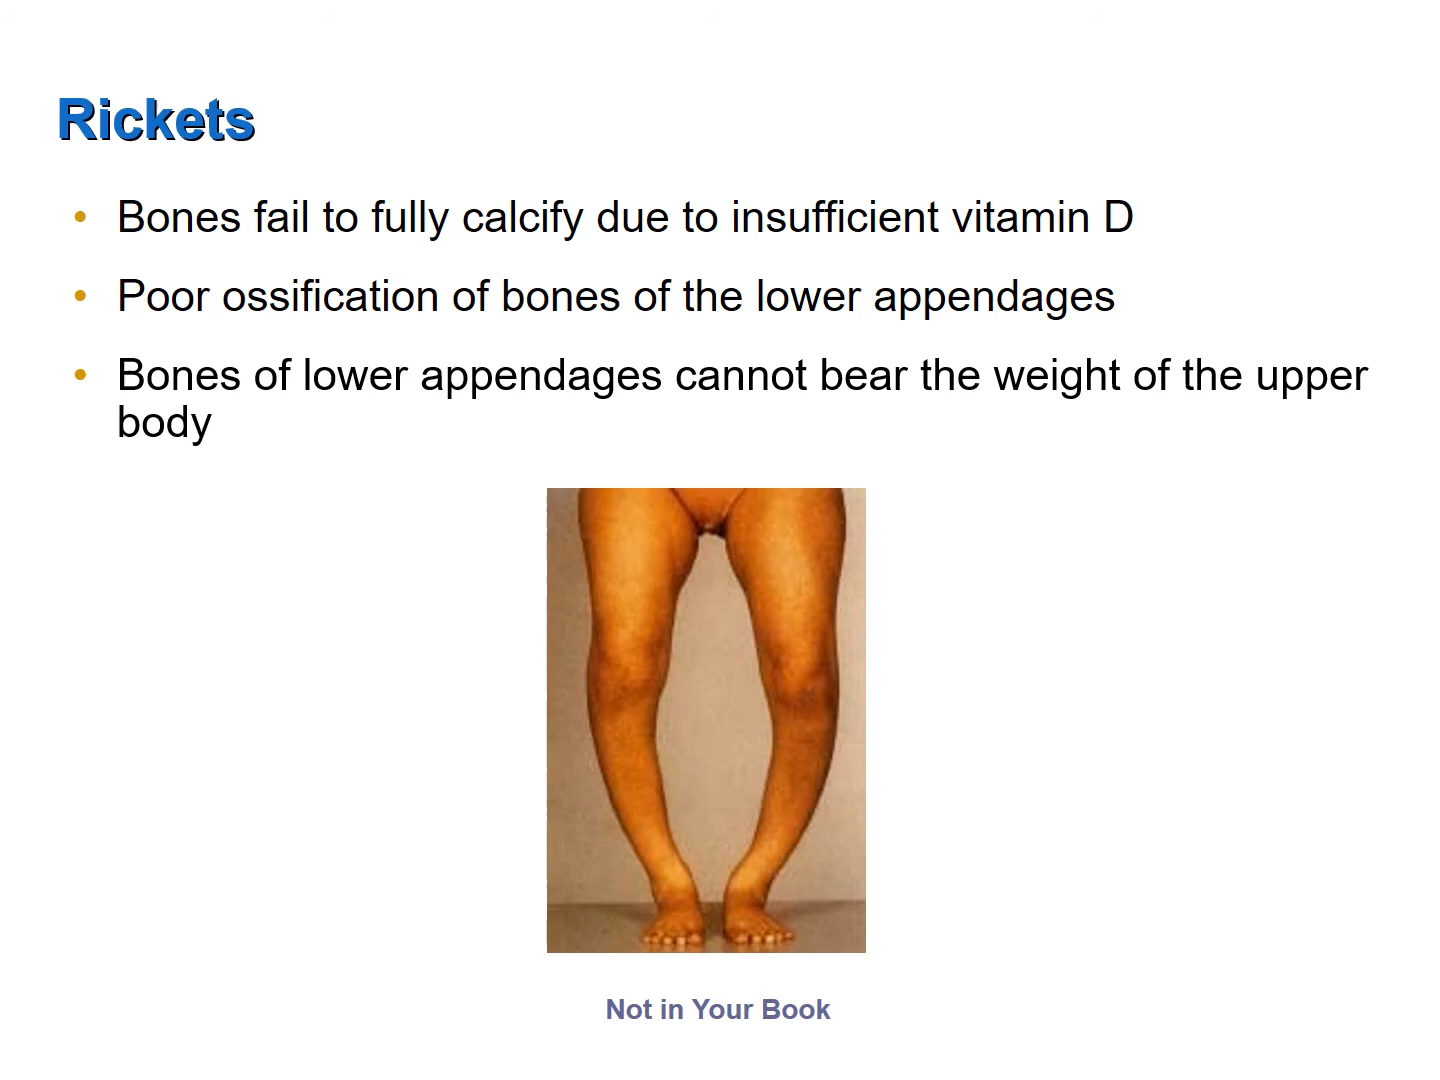 Rickets
• Bones fail to fully calcify due to insufficient vitamin D
• Poor ossification of bones of the lower appendages
• Bones of lower appendages cannot bear the weight of the upper
body
Not in Your Book